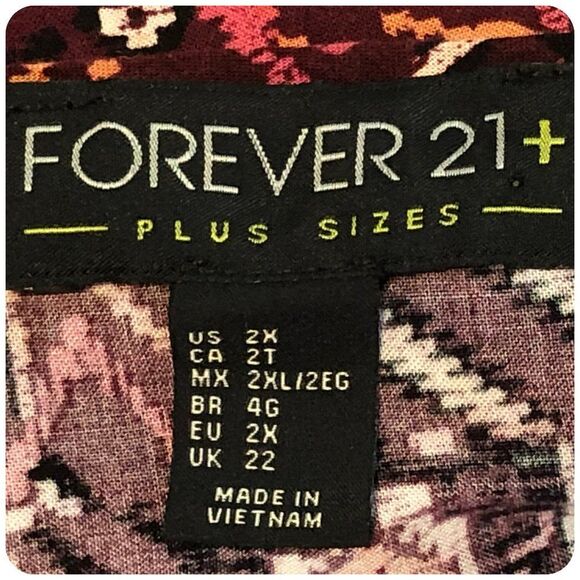 FOREVER 21+
PLUS SIZES
US 2X
CA 2T
MX 2XL/2EG
BR 4G
EU 2X
UK 22
MADE IN
VIETNAM